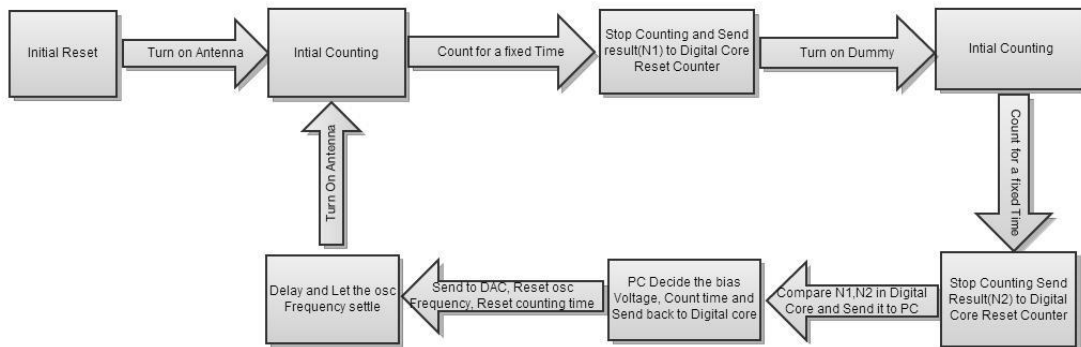 Initial Reset
Turn on Antenna
Intial Counting
Count for a fixed Time
Stop Counting and Send
result(N1) to Digital Core
Reset Counter
Turn on Dummy
Intial Counting
Count for a fixed Time
Stop Counting Send
Result(N2) to Digital
Core Reset Counter
Compare N1,N2 in Digital
Core and Send it to PC
PC Decide the bias
Voltage, Count time and
Send back to Digital core
Send to DAC, Reset osc
Frequency, Reset counting time
Delay and Let the osc
Frequency settle
Turn On Antenna